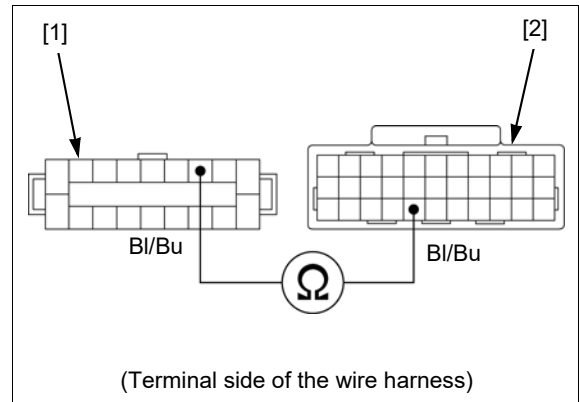 [1]
[2]
Bl/Bu
Bl/Bu
Ω
(Terminal side of the wire harness)